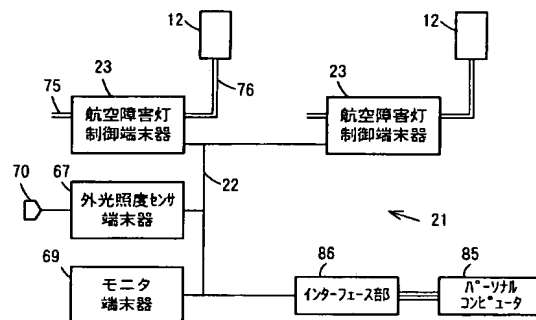 12
12
23
23
75
76
航空障害灯
制御端末器
航空障害灯
制御端末器
67
22
70
外光照度ｾﾝｻ
端末器
21
69
86
85
モニタ
端末器
ｲﾝﾀｰﾌｪｰｽ部
ﾊﾟｰｿﾅﾙ
ｺﾝﾋﾟｭｰﾀ